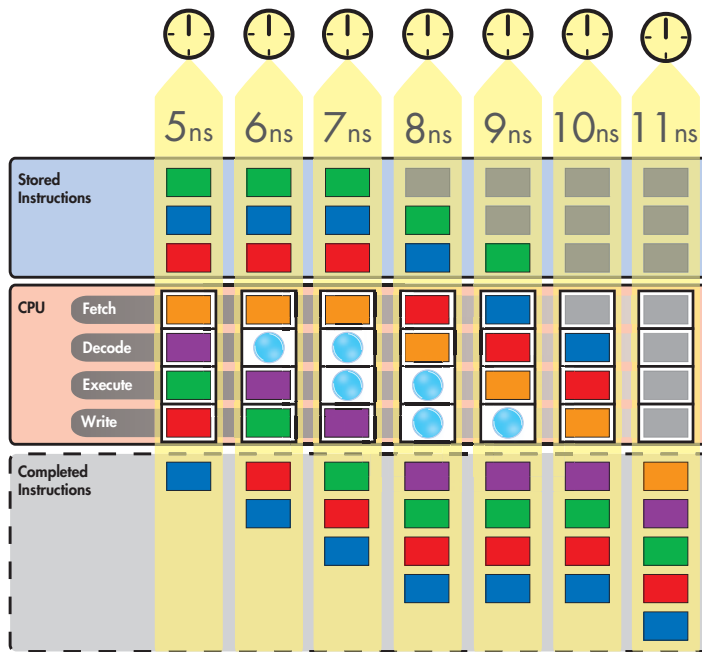 5ns 6ns 7ns 8ns 9ns 10ns 11ns
Stored
Instructions
CPU
Fetch
Decode
Execute
Write
Completed
Instructions